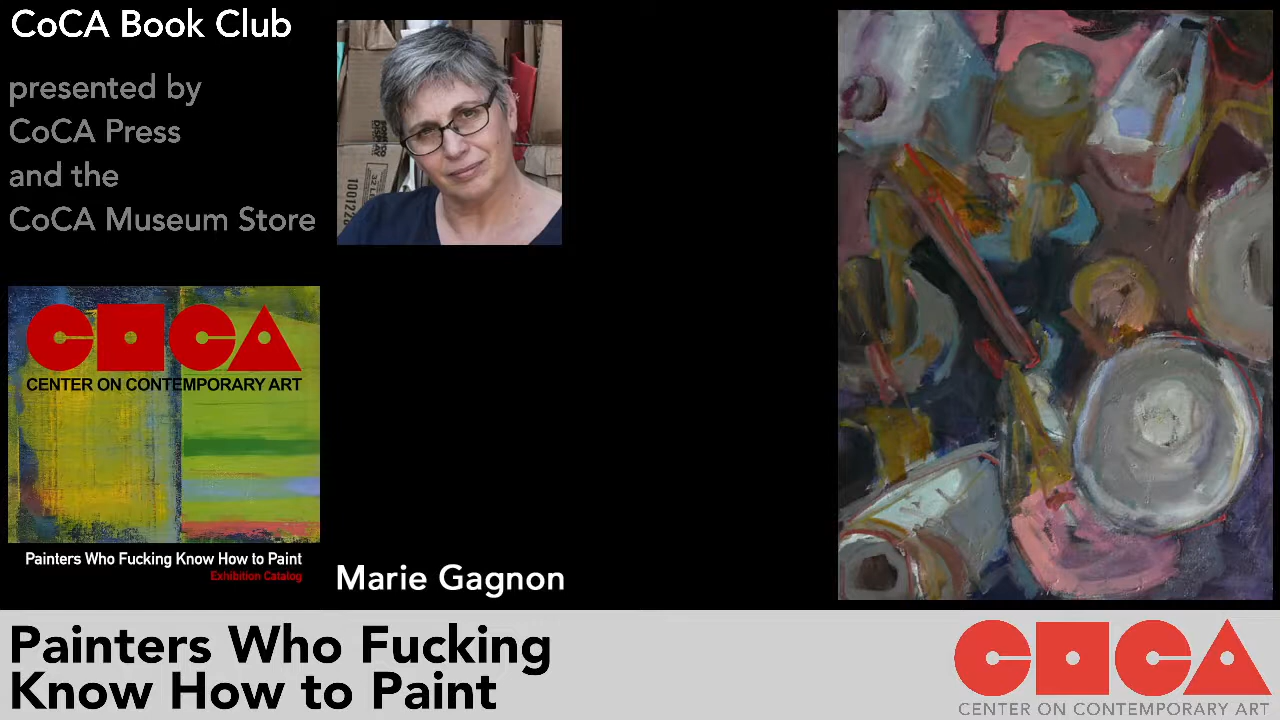 CoCA Book Club
presented by
CoCA Press
and the
CoCA Museum Store
COCA
CENTER ON CONTEMPORARY ART
Painters Who Fucking Know How to Paint
Exhibition Catalog
Marie Gagnon
Painters Who Fucking
Know How to Paint
COCA
CENTER ON CONTEMPORARY ART